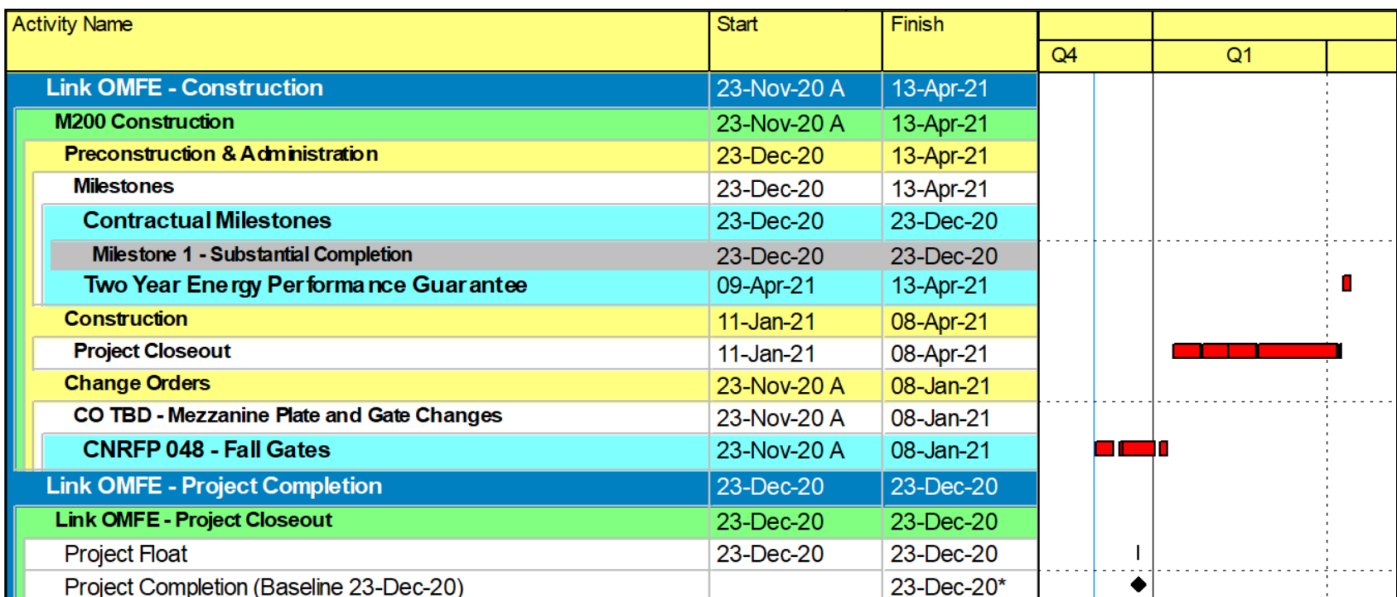 Activity Name Start Finish
Q4 Q1
Link OMFE - Construction 23-Nov-20 A 13-Apr-21
M200 Construction 23-Nov-20 A 13-Apr-21
Preconstruction & Administration 23-Dec-20 13-Apr-21
Milestones 23-Dec-20 13-Apr-21
Contractual Milestones 23-Dec-20 23-Dec-20
Milestone 1 - Substantial Completion 23-Dec-20 23-Dec-20
Two Year Energy Performance Guarantee 09-Apr-21 13-Apr-21
Construction 11-Jan-21 08-Apr-21
Project Closeout 11-Jan-21 08-Apr-21
Change Orders 23-Nov-20 A 08-Jan-21
CO TBD - Mezzanine Plate and Gate Changes 23-Nov-20 A 08-Jan-21
CNRFP 048 - Fall Gates 23-Nov-20 A 08-Jan-21
Link OMFE - Project Completion 23-Dec-20 23-Dec-20
Link OMFE - Project Closeout 23-Dec-20 23-Dec-20
Project Float 23-Dec-20 23-Dec-20
Project Completion (Baseline 23-Dec-20) 23-Dec-20*